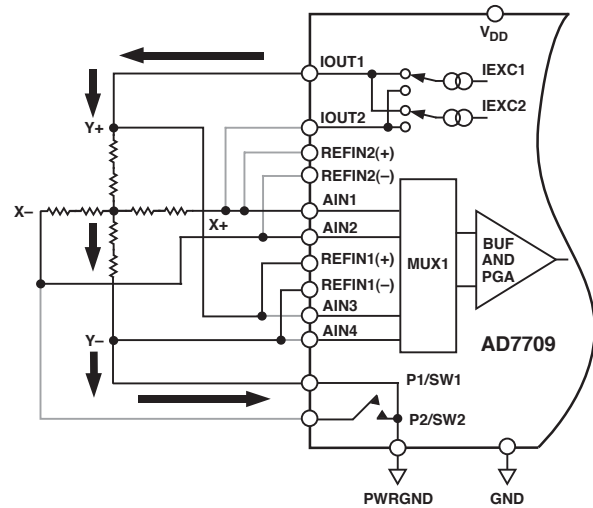 VDD
IOUT1
IEXC1
Y+
IOUT2
IEXC2
REFIN2(+)
REFIN2(–)
X–
X+
AIN1
AIN2
BUF
AND
PGA
MUX1
REFIN1(+)
REFIN1(–)
AIN3
AIN4
AD7709
Y–
P1/SW1
P2/SW2
PWRGND
GND